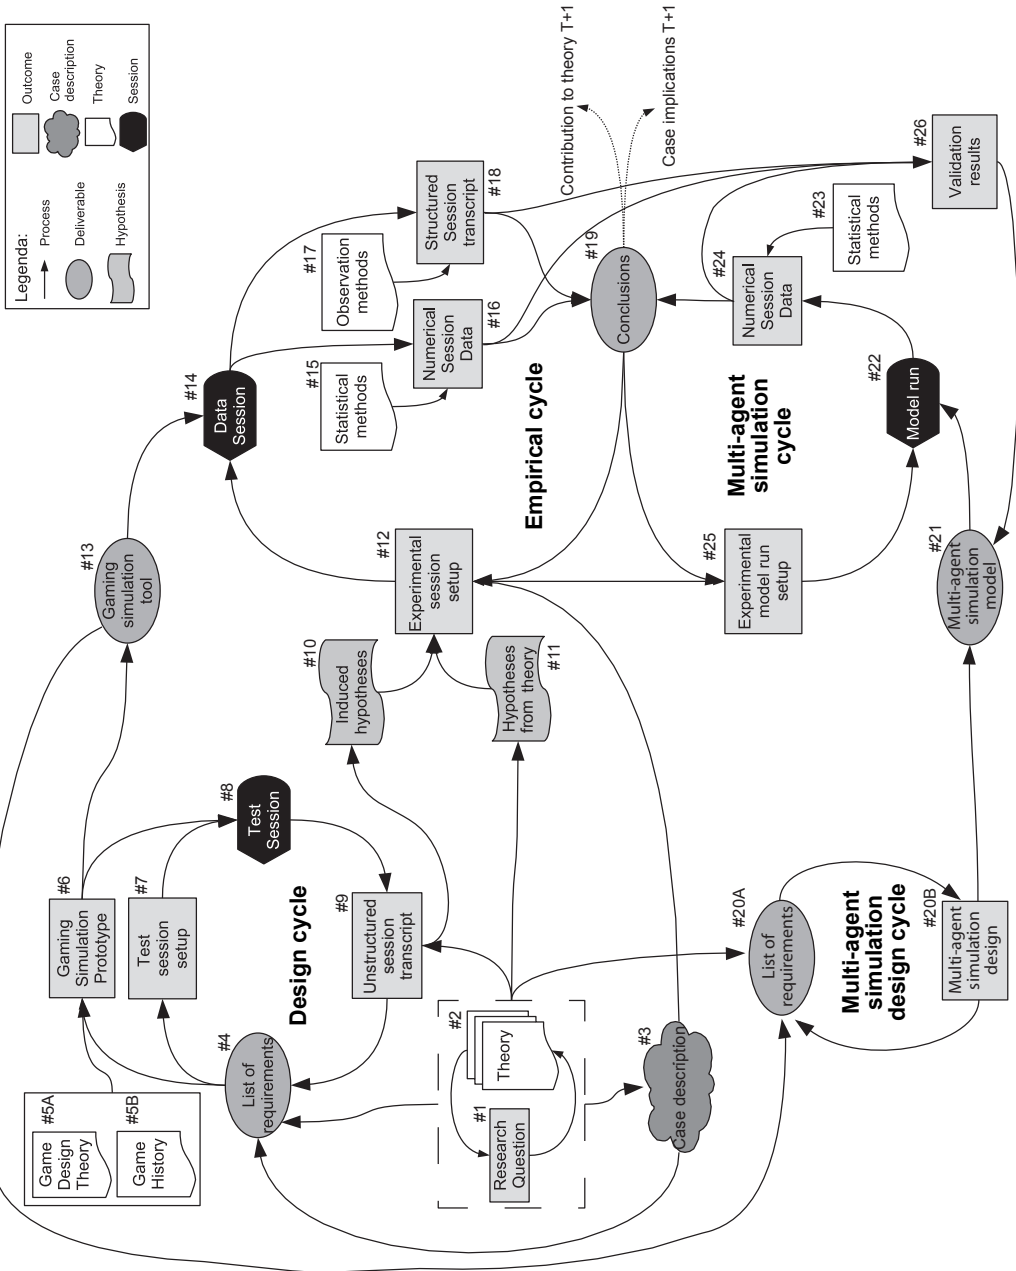 Legenda:
Process
Deliverable
Hypothesis
Outcome
Case
description
Theory
Session
#5A
Game
Design
Theory
#5B
Game
History
#6
Gaming
Simulation
Prototype
#7
Test
session
setup
#4
List of
requirements
#8
Test
Session
Design cycle
#9
Unstructured
session
transcript
#1
Research
Question
#2
Theory
#3
Case description
#10
Induced
hypotheses
#11
Hypotheses
from theory
#12
Experimental
session
setup
#13
Gaming
simulation
tool
#14
Data
Session
#15
Statistical
methods
#16
Numerical
Session
Data
#17
Observation
methods
#18
Structured
Session
transcript
Empirical cycle
#19
Conclusions
Contribution to theory T+1
Case implications T+1
#20A
List of
requirements
Multi-agent
simulation
design cycle
#20B
Multi-agent
simulation
design
#21
Multi-agent
simulation
model
#25
Experimental
model run
setup
Multi-agent
simulation
cycle
#22
Model run
#24
Numerical
Session
Data
#23
Statistical
methods
#26
Validation
results